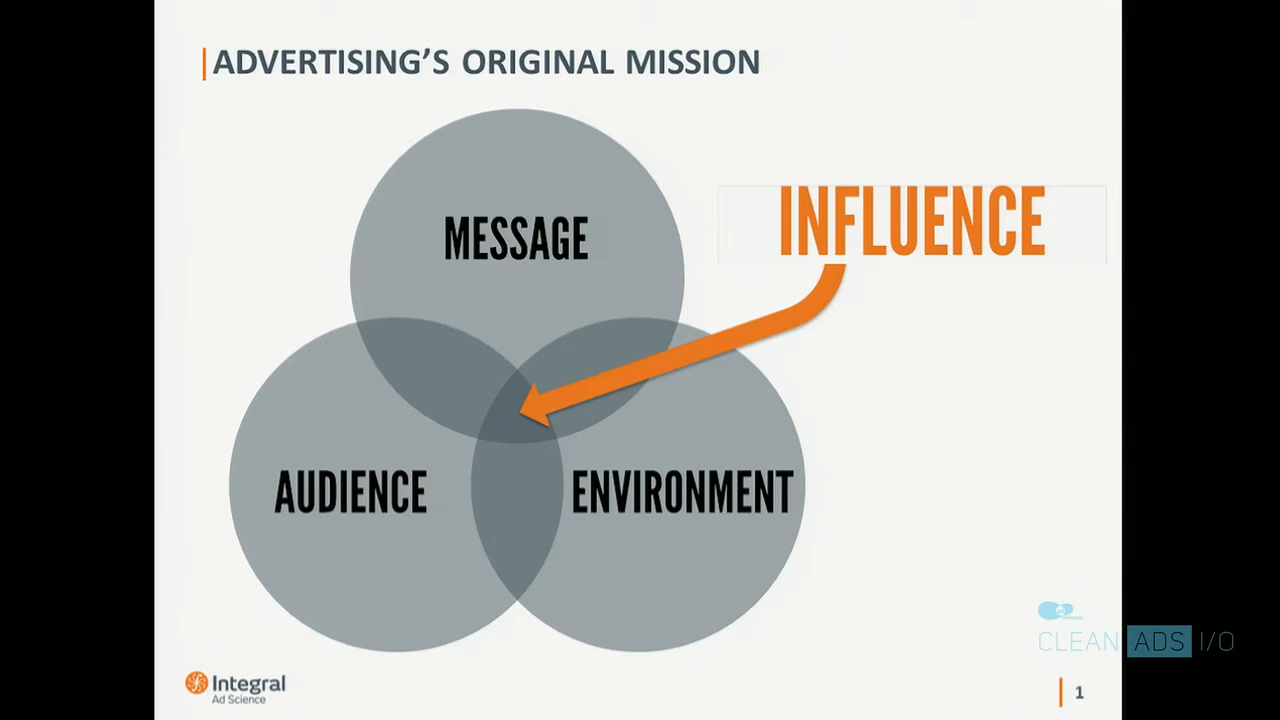 ADVERTISING'S ORIGINAL MISSION
MESSAGE
INFLUENCE
AUDIENCE
ENVIRONMENT
CLEAN ADS I/O
Integral
Ad Science
1